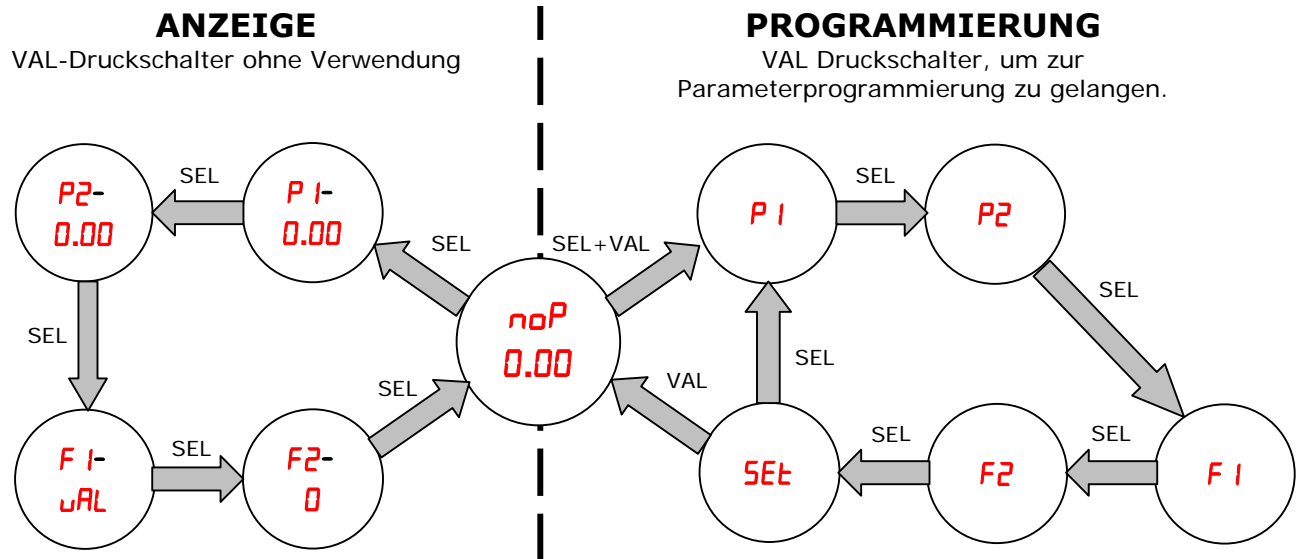 ANZEIGE
VAL-Druckschalter ohne Verwendung
PROGRAMMIERUNG
VAL Druckschalter, um zur
Parameterprogrammierung zu gelangen.
P2-
0.00
SEL
P1-
0.00
SEL
noP
0.00
SEL
F1-
vAL
SEL
F2-
0
SEL
SEL+VAL
P1
SEL
P2
SEL
F1
SEL
F2
SEL
SEt
SEL
VAL